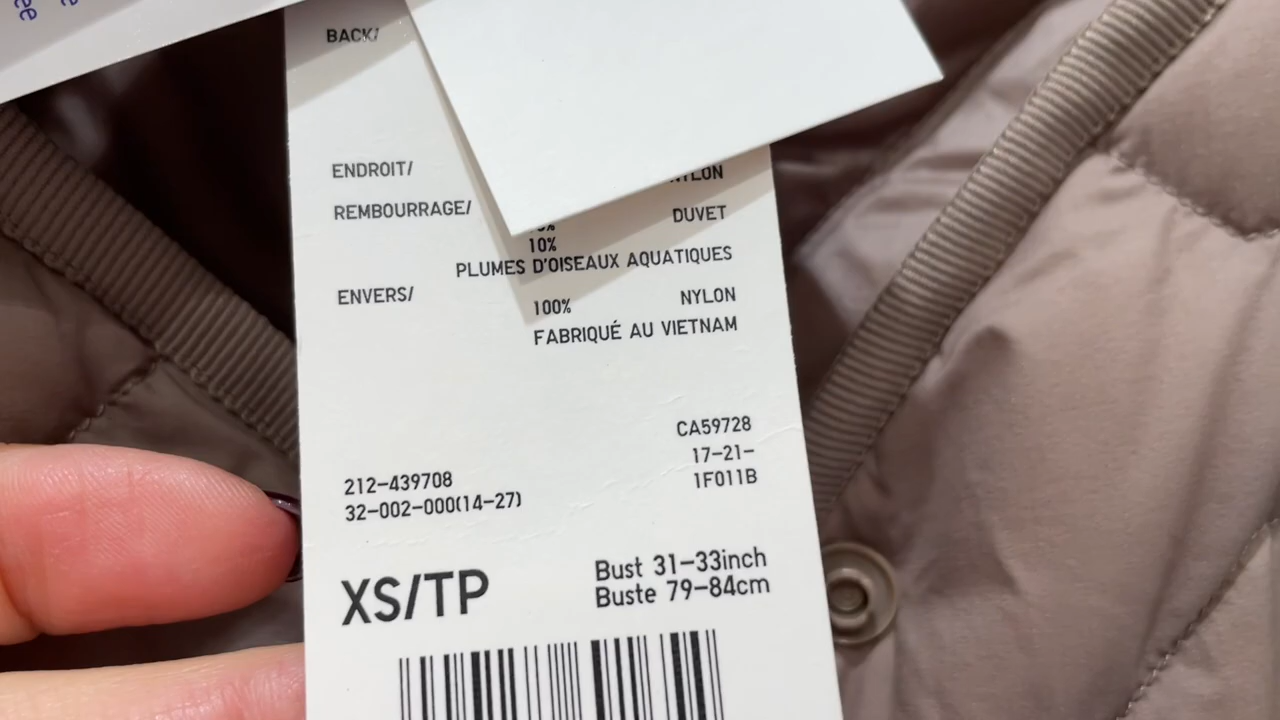 BACK/
ENDROIT/
NYLON
REMBOURRAGE/ DUVET
10%
PLUMES D'OISEAUX AQUATIQUES
ENVERS/ 100% NYLON
FABRIQUÉ AU VIETNAM
CA59728
17-21-
1F011B
212-439708
32-002-000(14-27)
XS/TP
Bust 31-33inch
Buste 79-84cm